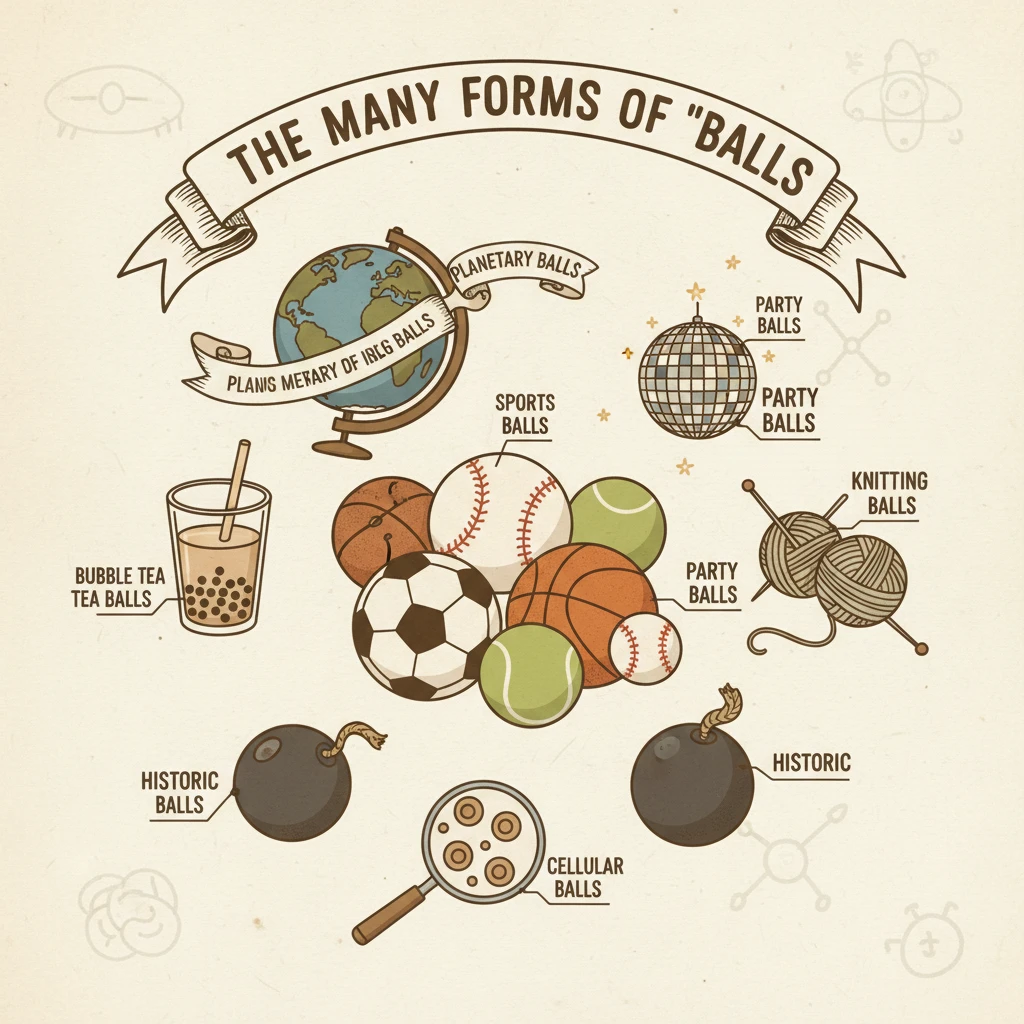 THE MANY FORMS OF "BALLS
PLANETARY BALLS
PLANIS MERARY OF IRLG BALLS
PARTY
BALLS
PARTY
BALLS
SPORTS
BALLS
KNITTING
BALLS
BUBBLE TEA
TEA BALLS
PARTY
BALLS
HISTORIC
BALLS
HISTORIC
CELLULAR
BALLS